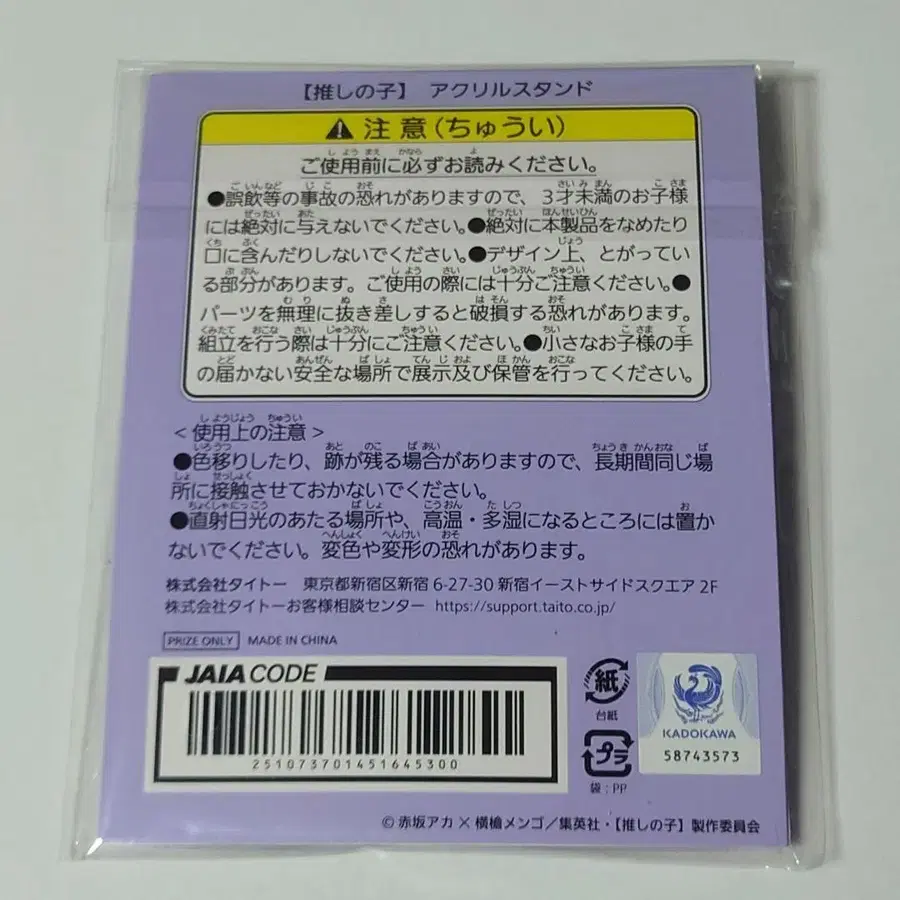 【推しの子】 アクリルスタンド
注意(ちゅうい)
ご使用前に必ずお読みください。
●誤飲等の事故の恐れがありますので、3才未満のお子様
には絶対に与えないでください。●絶対に本製品をなめたり
口に含んだりしないでください。●デザイン上、とがってい
る部分があります。ご使用の際には十分ご注意ください。●
パーツを無理に抜き差しすると破損する恐れがあります。
組立を行う際は十分にご注意ください。●小さなお子様の手
の届かない安全な場所で展示及び保管を行ってください。
<使用上の注意>
●色移りしたり、跡が残る場合がありますので、長期間同じ場
所に接触させておかないでください。
●直射日光のあたる場所や、高温・多湿になるところには置か
ないでください。変色や変形の恐れがあります。
株式会社タイトー 東京都新宿区新宿 6-27-30 新宿イーストサイドスクエア 2F
株式会社タイトーお客様相談センター https://support.taito.co.jp/
PRIZE ONLY MADE IN CHINA
JAIA CODE
251073701451645300
紙
台紙
プラ
袋：PP
KADOKAWA
58743573
© 赤坂アカ×横槍メンゴ／集英社・【推しの子】製作委員会